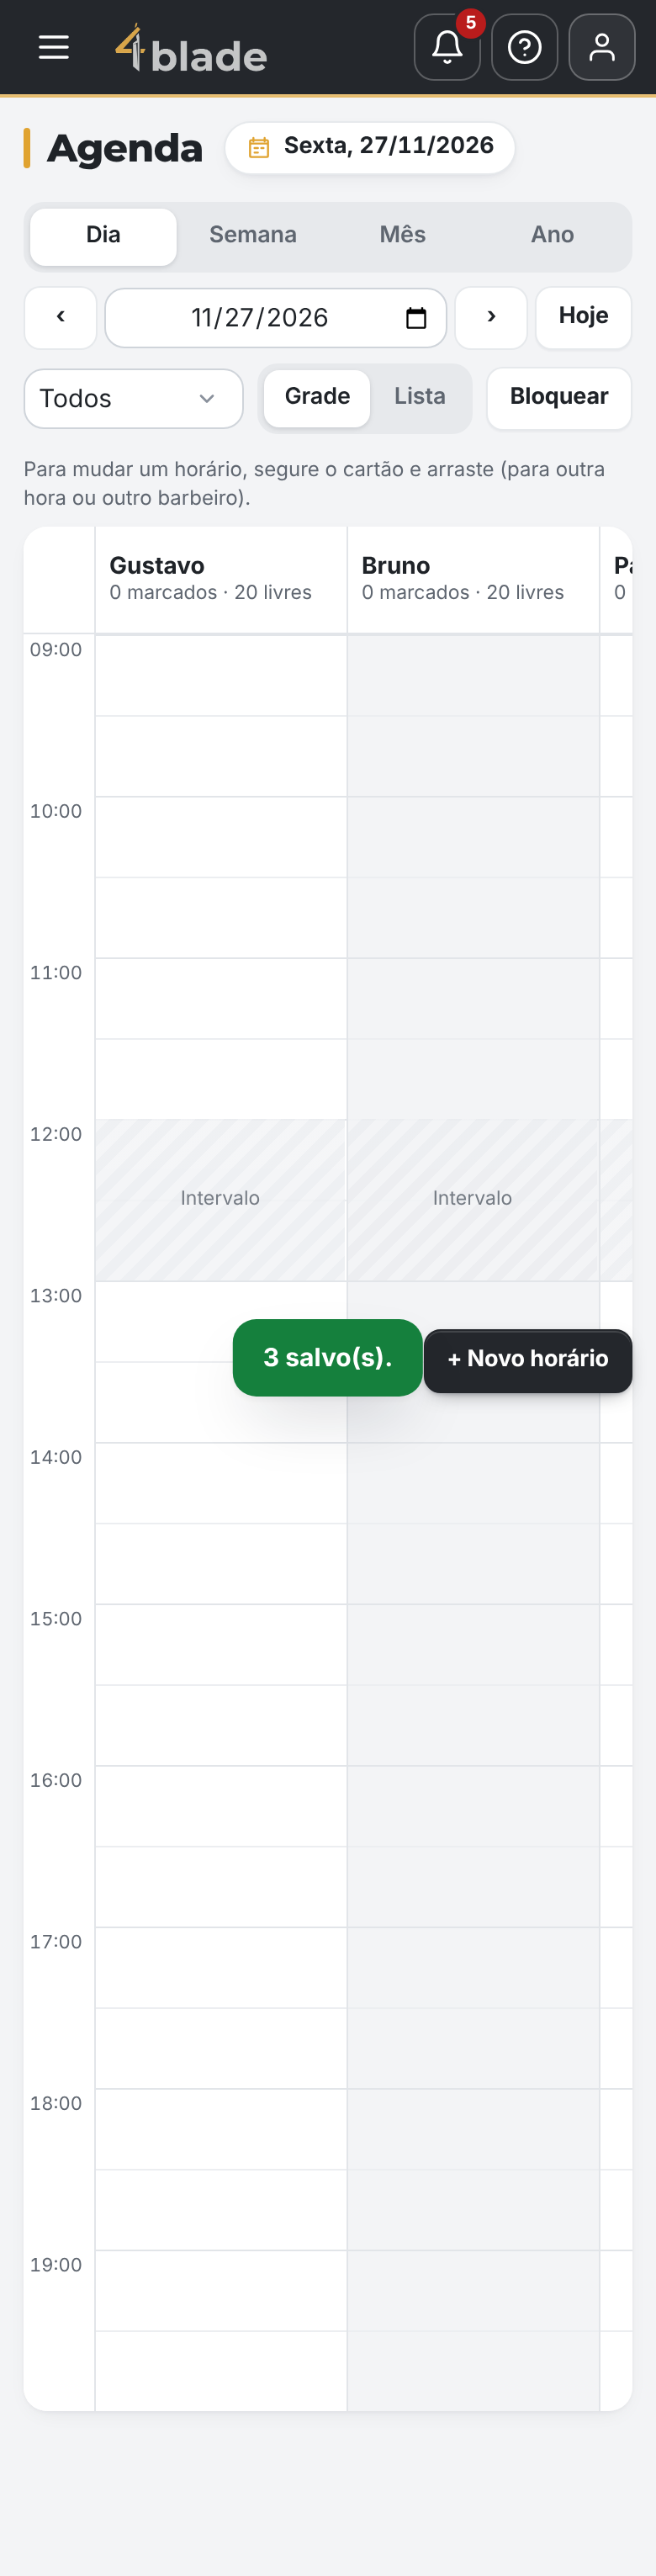 5
4blade
Agenda
Sexta, 27/11/2026
Dia Semana Mês Ano
‹ 11/27/2026 › Hoje
Todos Grade Lista Bloquear
Para mudar um horário, segure o cartão e arraste (para outra
hora ou outro barbeiro).
Gustavo Bruno
0 marcados · 20 livres 0 marcados · 20 livres 0
09:00
10:00
11:00
12:00
Intervalo Intervalo
13:00
3 salvo(s). + Novo horário
14:00
15:00
16:00
17:00
18:00
19:00